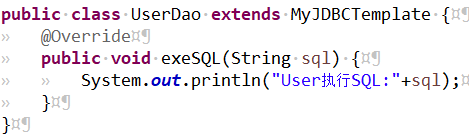 public class UserDao extends MyJDBCTemplate {
@Override
public void exeSQL(String sql) {
System.out.println("User执行SQL:"+sql);
}
}